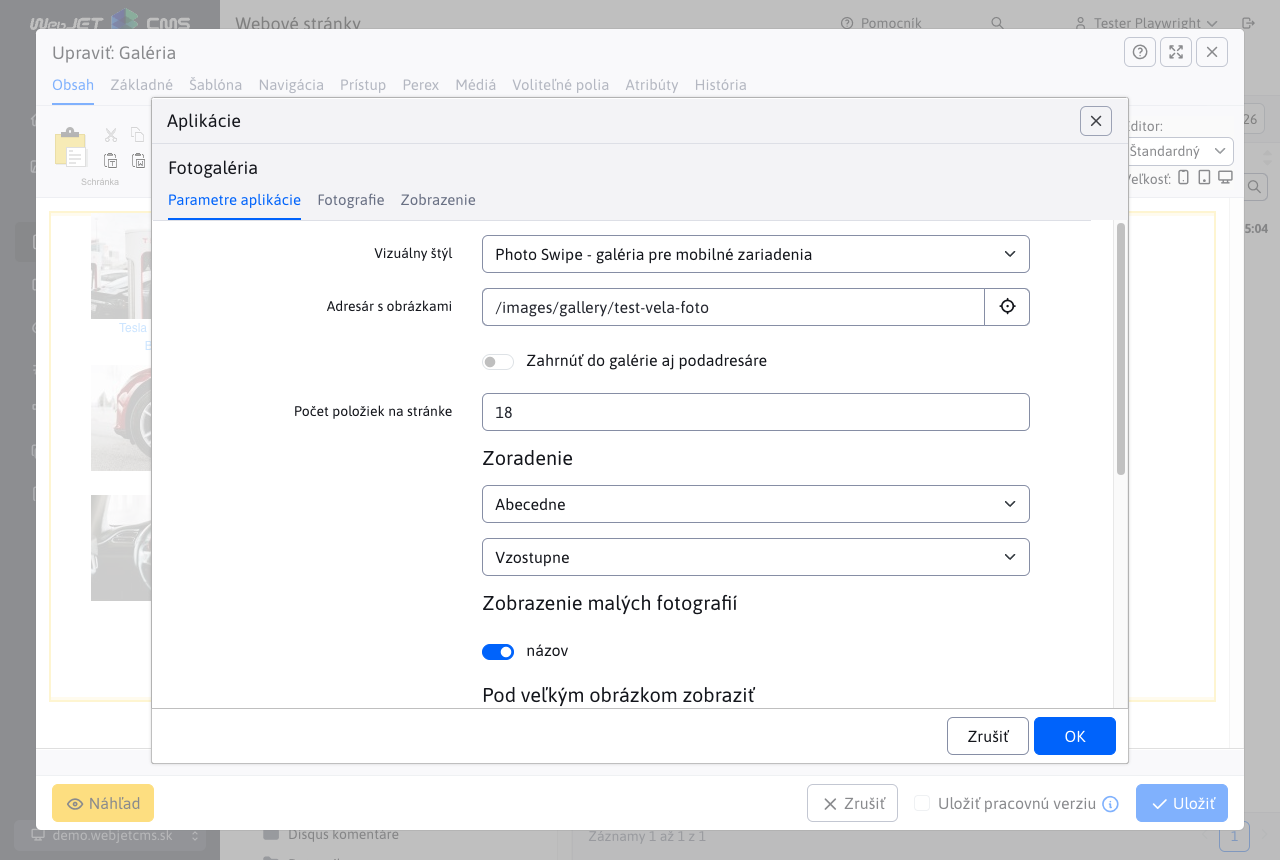 WebJET CMS
Webové stránky
Pomocník
Tester Playwright
Upraviť: Galéria
Obsah Základné Šablóna Navigácia Prístup Perex Médiá Voliteľné polia Atribúty História
Aplikácie
Fotogaléria
Parametre aplikácie Fotografie Zobrazenie
Schránka
ditor:
26
Štandardný
Veľkosť:
5:04
Vizuálny štýl
Photo Swipe - galéria pre mobilné zariadenia
Adresár s obrázkami
/images/gallery/test-vela-foto
Tesla
B
Zahrnúť do galérie aj podadresáre
Počet položiek na stránke
18
Zoradenie
Abecedne
Vzostupne
Zobrazenie malých fotografií
názov
Pod veľkým obrázkom zobraziť
Zrušiť
OK
Náhľad
Zrušiť
Uložiť pracovnú verziu
Uložiť
demo.webjetcms.sk
Disqus komentáre
Záznamy 1 až 1 z 1
1